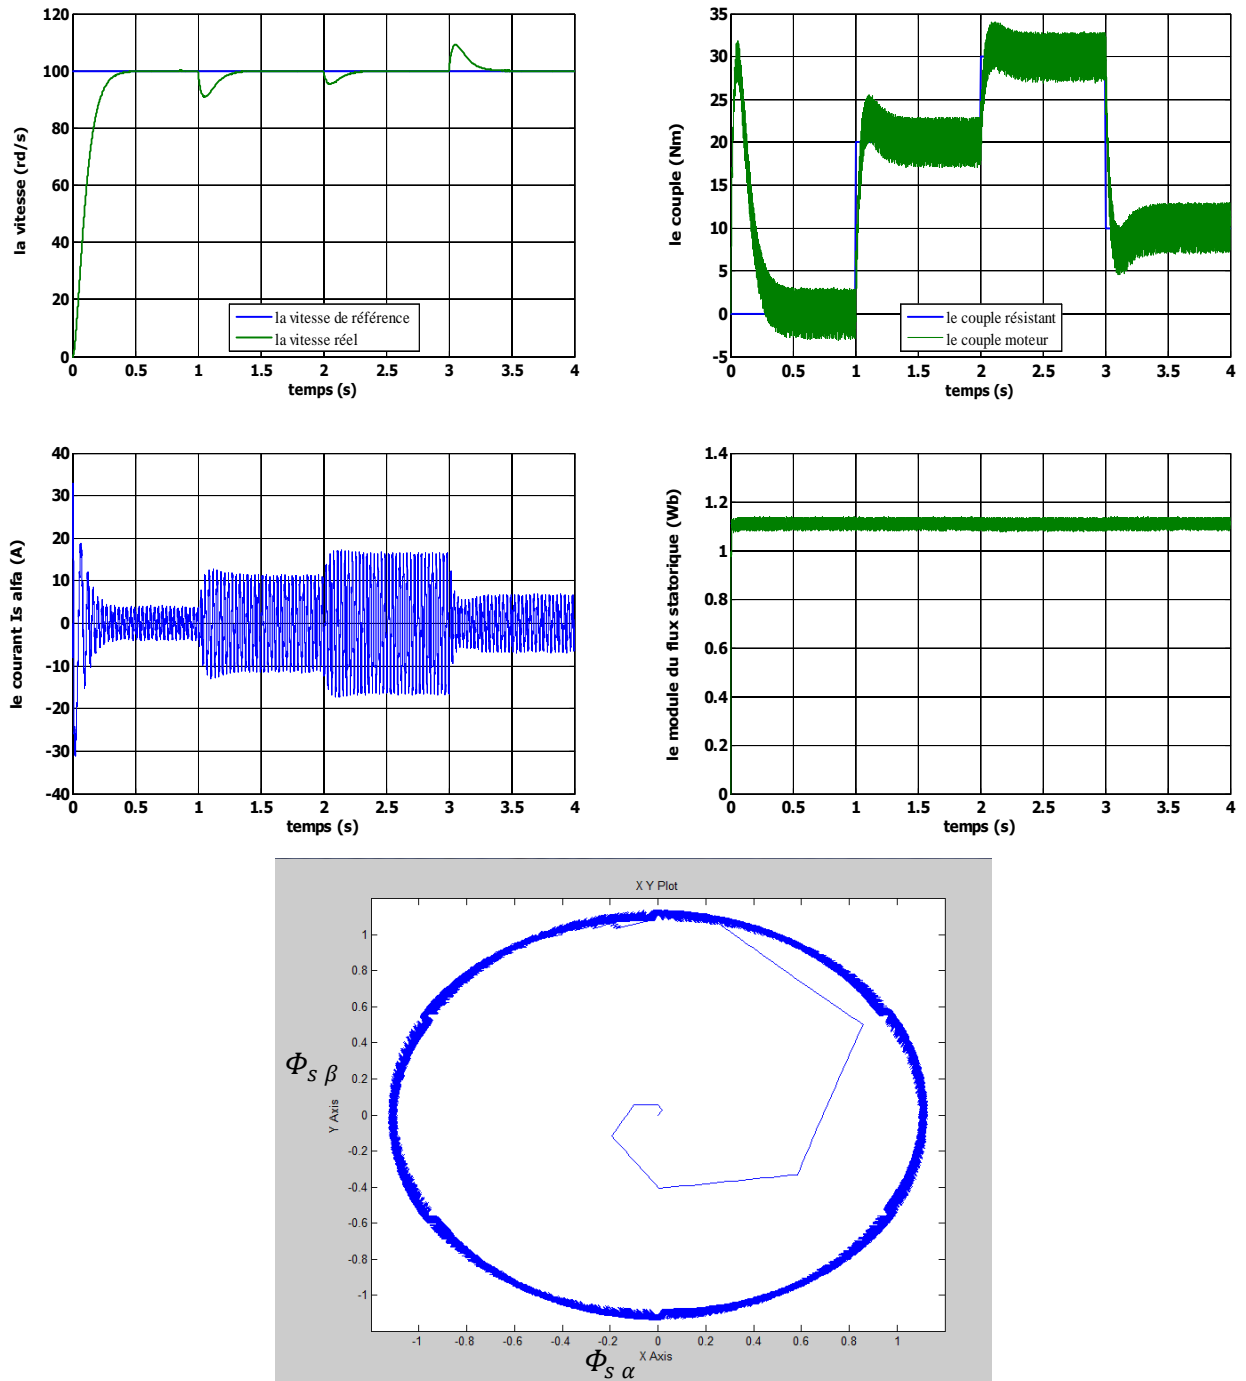 120
100
80
60
40
20
0
la vitesse (rd/s)
la vitesse de référence
la vitesse réel
0 0.5 1 1.5 2 2.5 3 3.5 4
temps (s)
35
30
25
20
15
10
5
0
-5
le couple (Nm)
le couple résistant
le couple moteur
0 0.5 1 1.5 2 2.5 3 3.5 4
temps (s)
40
30
20
10
0
-10
-20
-30
-40
le courant Is alfa (A)
0 0.5 1 1.5 2 2.5 3 3.5 4
temps (s)
1.4
1.2
1
0.8
0.6
0.4
0.2
0
le module du flux statorique (Wb)
0 0.5 1 1.5 2 2.5 3 3.5 4
temps (s)
X Y Plot
1
0.8
0.6
0.4
0.2
0
-0.2
-0.4
-0.6
-0.8
-1
Φs β
Y Axis
-1 -0.8 -0.6 -0.4 -0.2 0 0.2 0.4 0.6 0.8 1
X Axis
Φs α